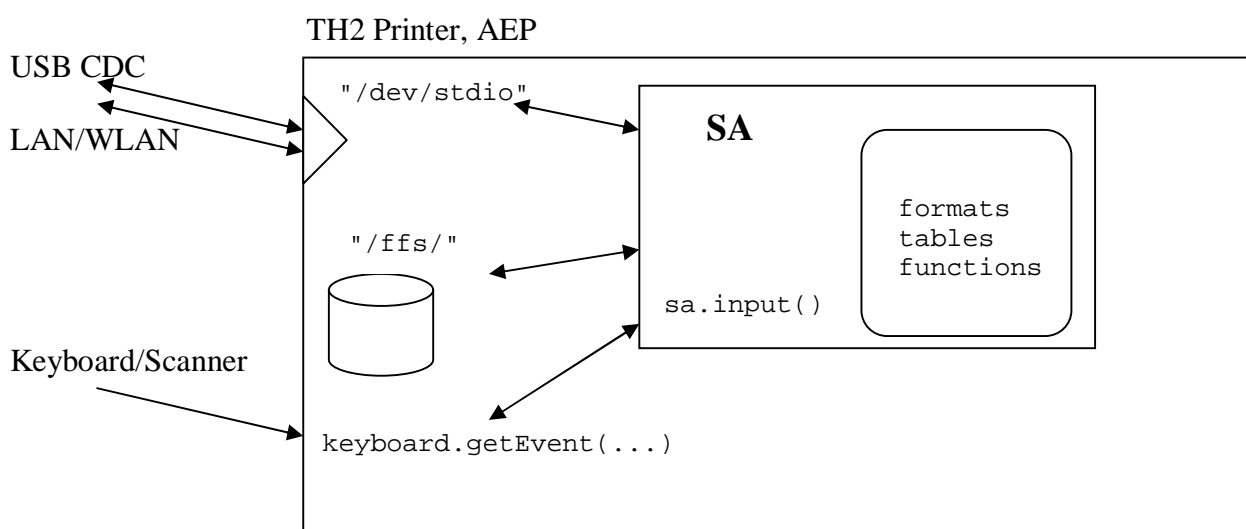 TH2 Printer, AEP
USB CDC
"/dev/stdio"
LAN/WLAN
SA
formats
tables
functions
"/ffs/"
sa.input()
Keyboard/Scanner
keyboard.getEvent(...)